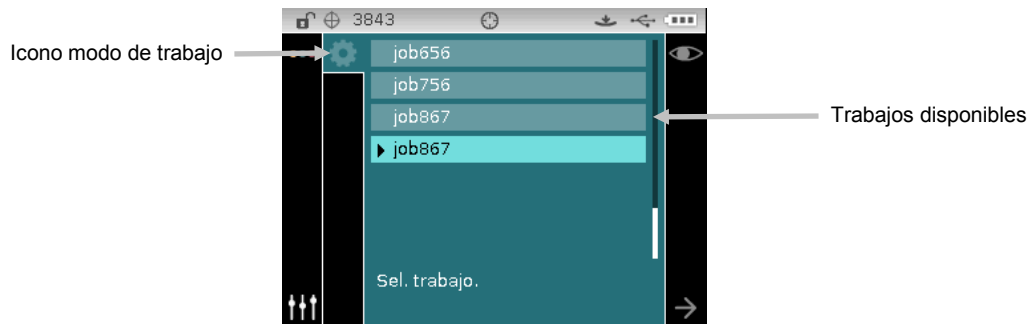 3843
Icono modo de trabajo
job656
job756
job867
Trabajos disponibles
job867
Sel. trabajo.